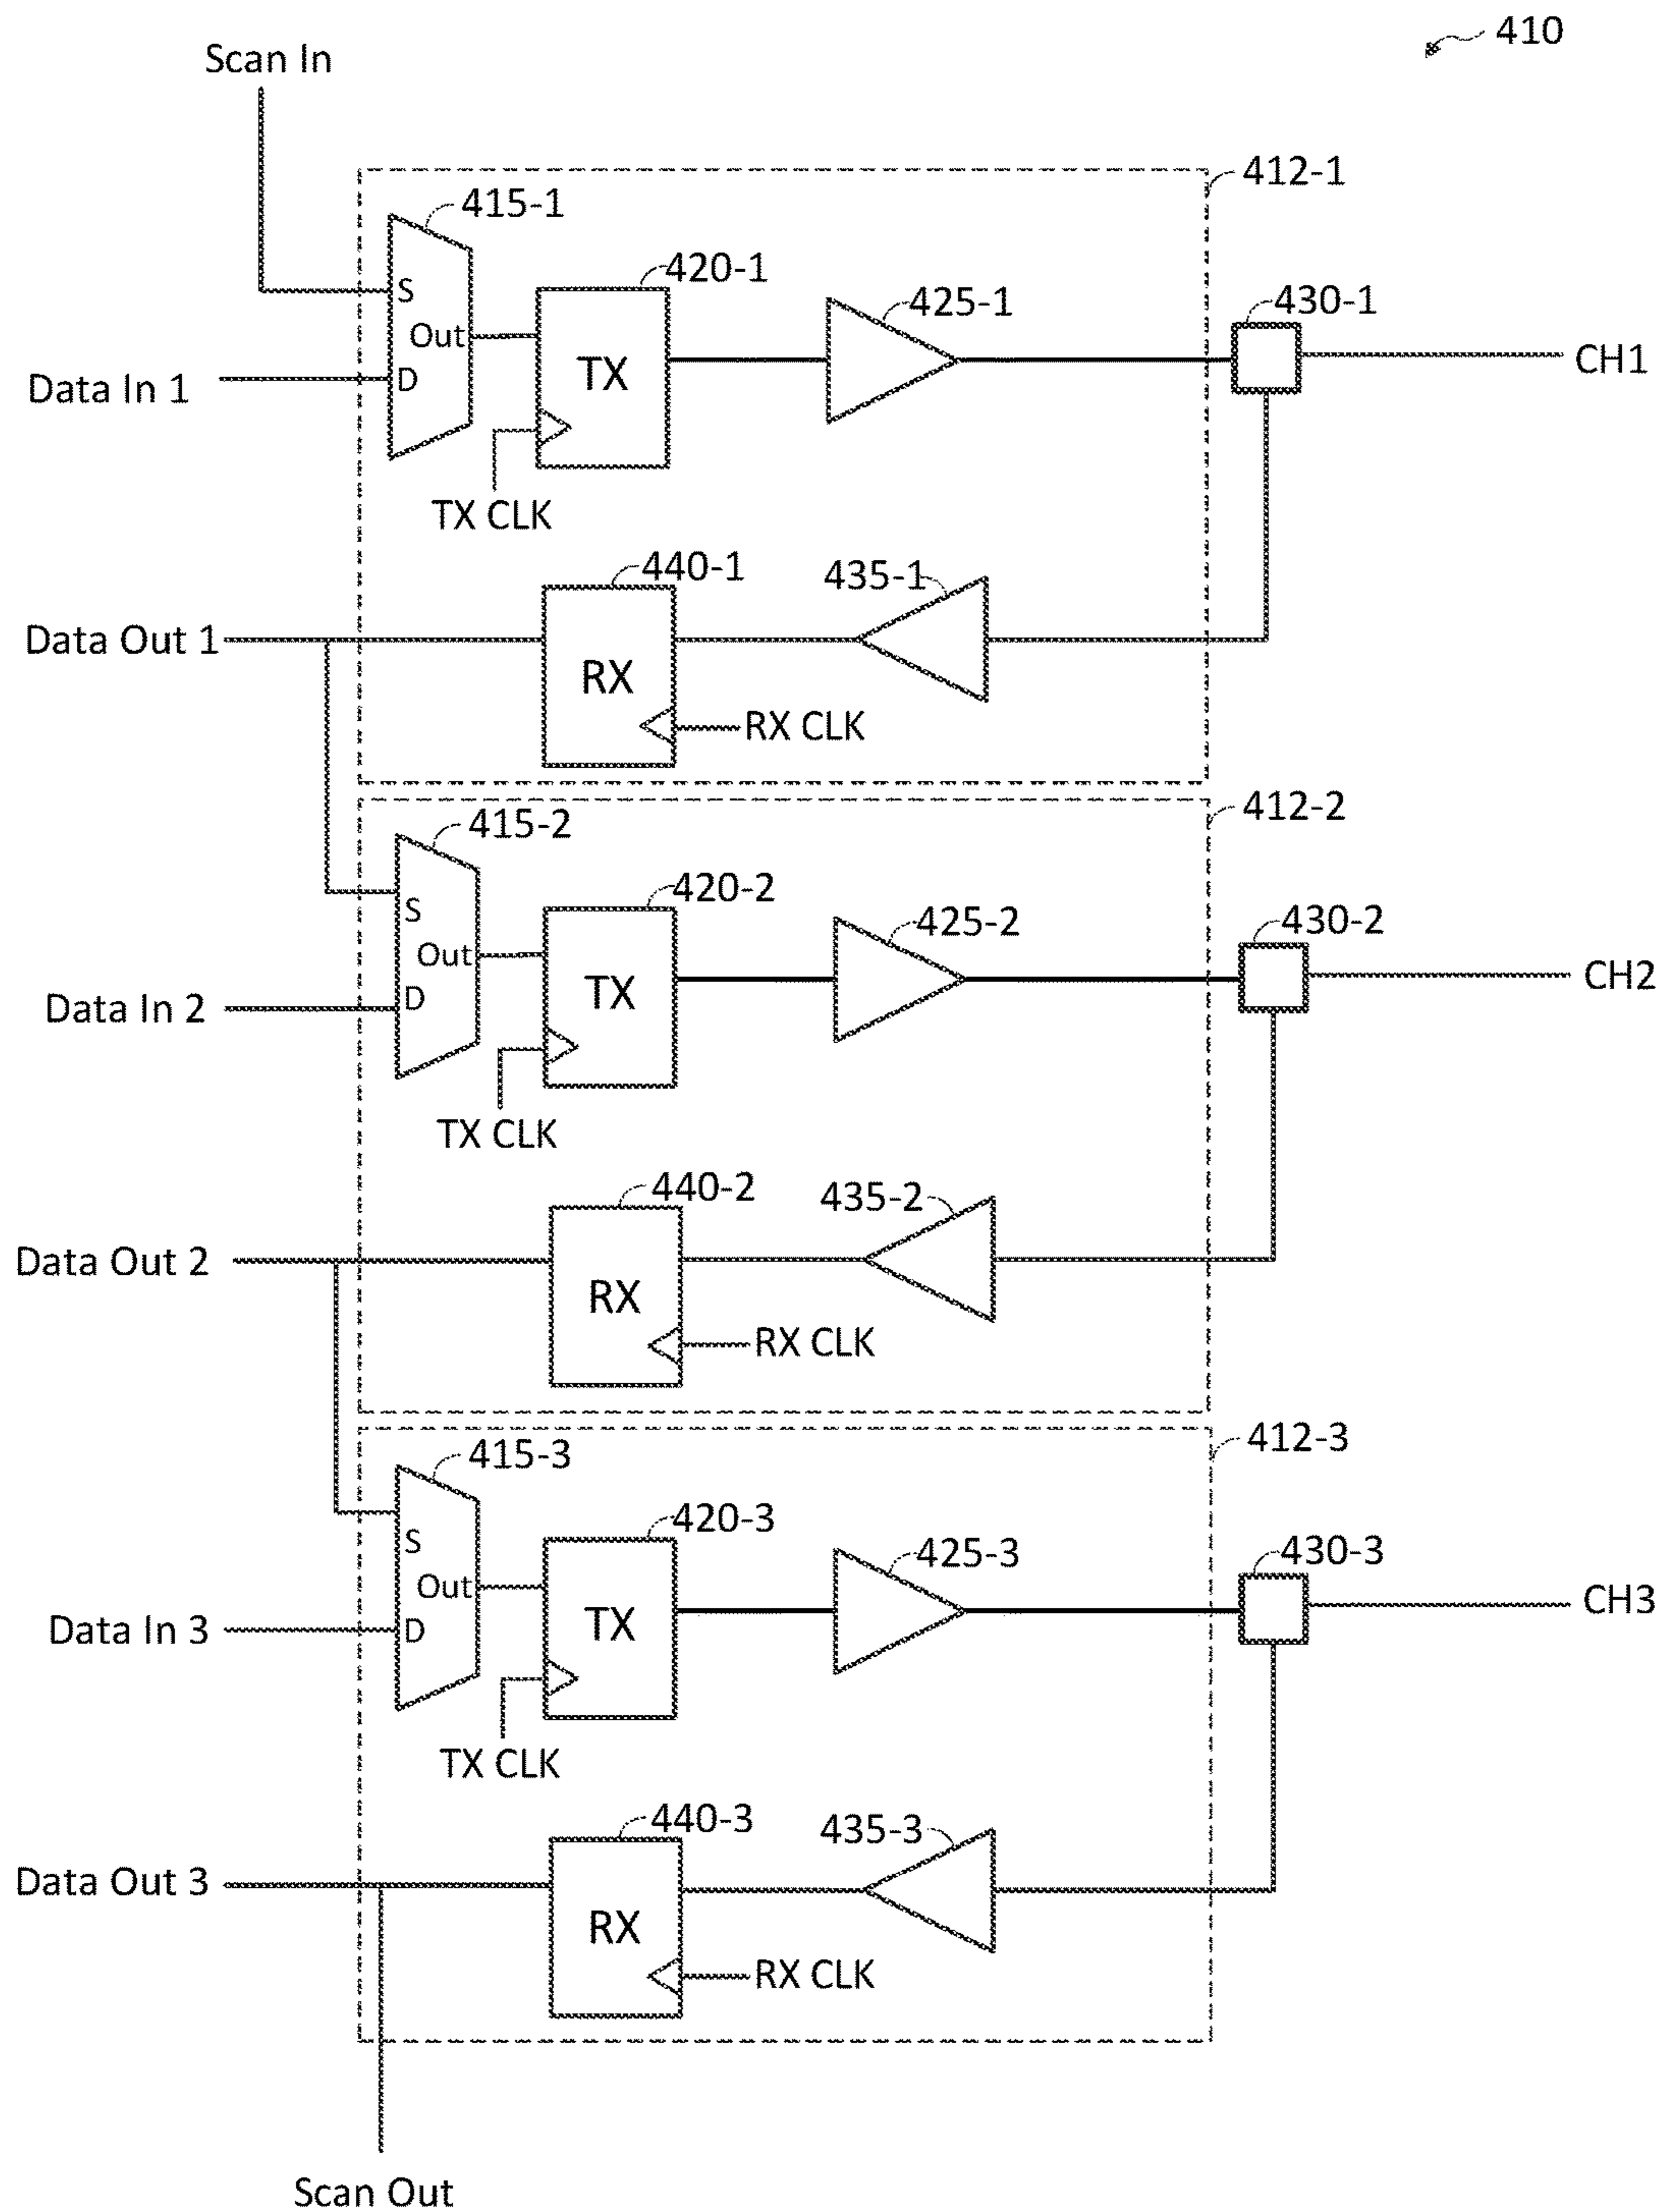 410
Scan In
412-1
415-1
420-1
425-1
430-1
S
Out
D
TX
CH1
Data In 1
TX CLK
440-1
435-1
Data Out 1
RX
RX CLK
412-2
415-2
420-2
425-2
430-2
S
Out
D
TX
CH2
Data In 2
TX CLK
440-2
435-2
Data Out 2
RX
RX CLK
412-3
415-3
420-3
425-3
430-3
S
Out
D
TX
CH3
Data In 3
TX CLK
440-3
435-3
Data Out 3
RX
RX CLK
Scan Out